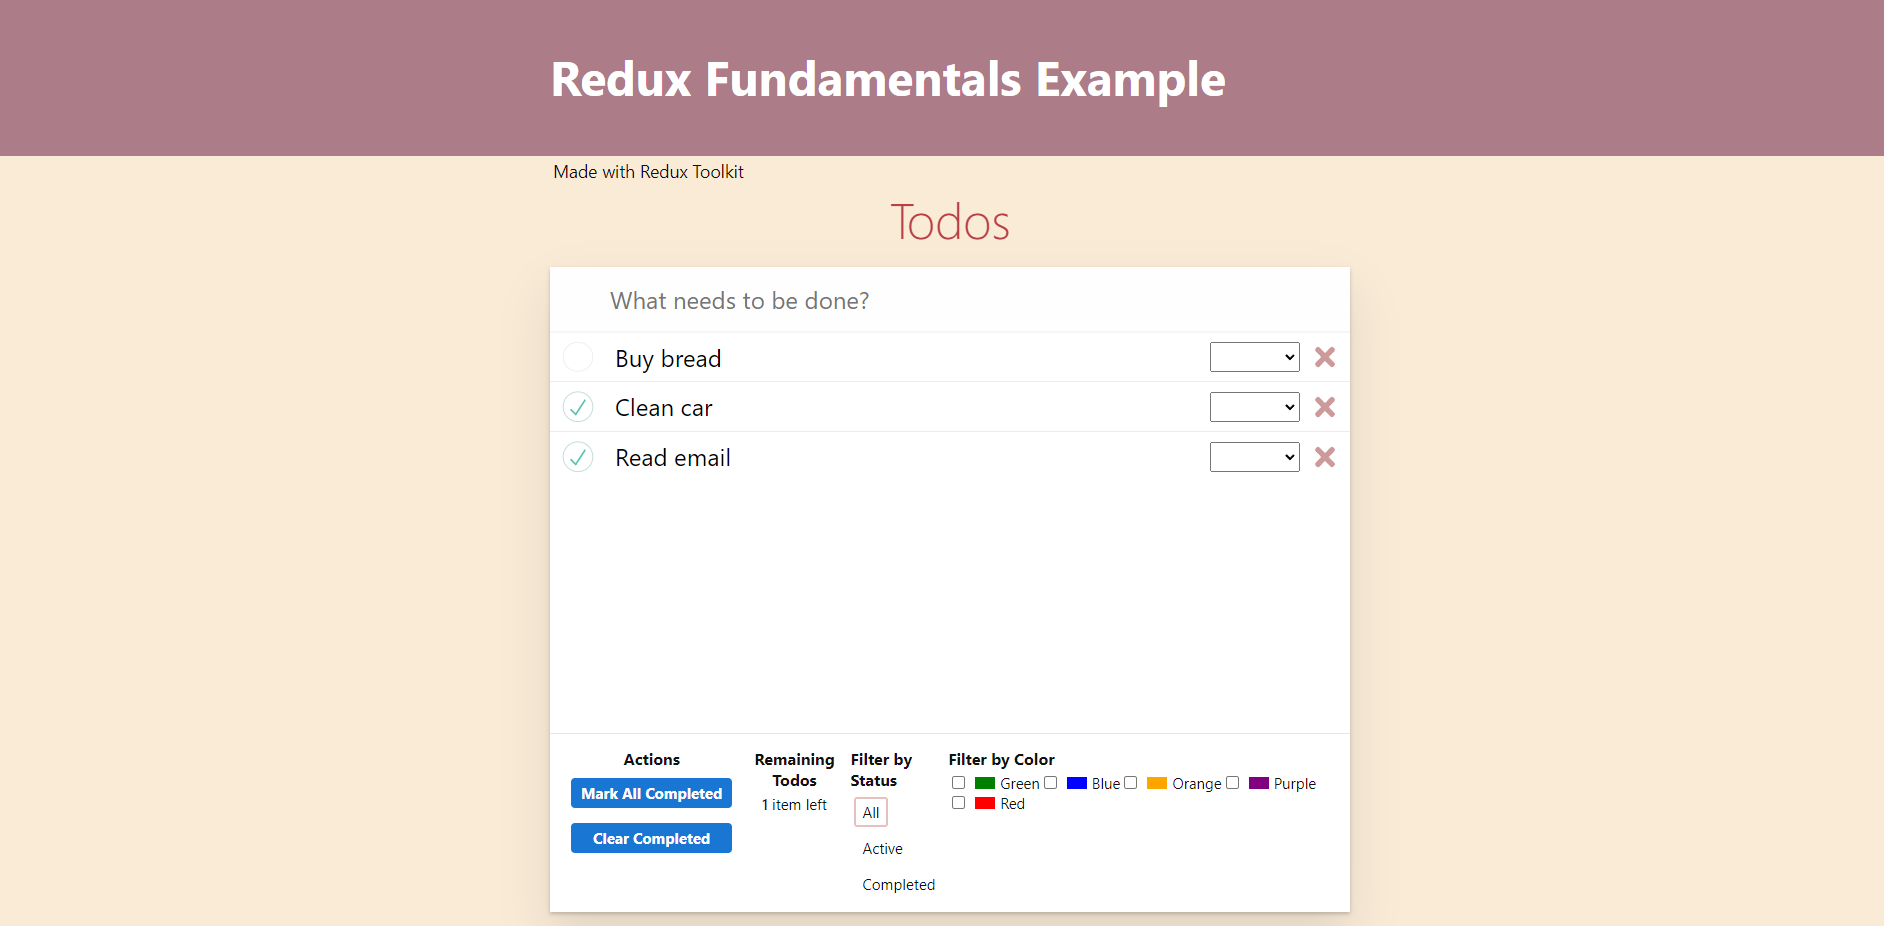 Redux Fundamentals Example
Made with Redux Toolkit
Todos
What needs to be done?
Buy bread
Clean car
Read email
Actions
Mark All Completed
Clear Completed
Remaining
Todos
1 item left
Filter by
Status
All
Active
Completed
Filter by Color
Green Blue Orange Purple
Red